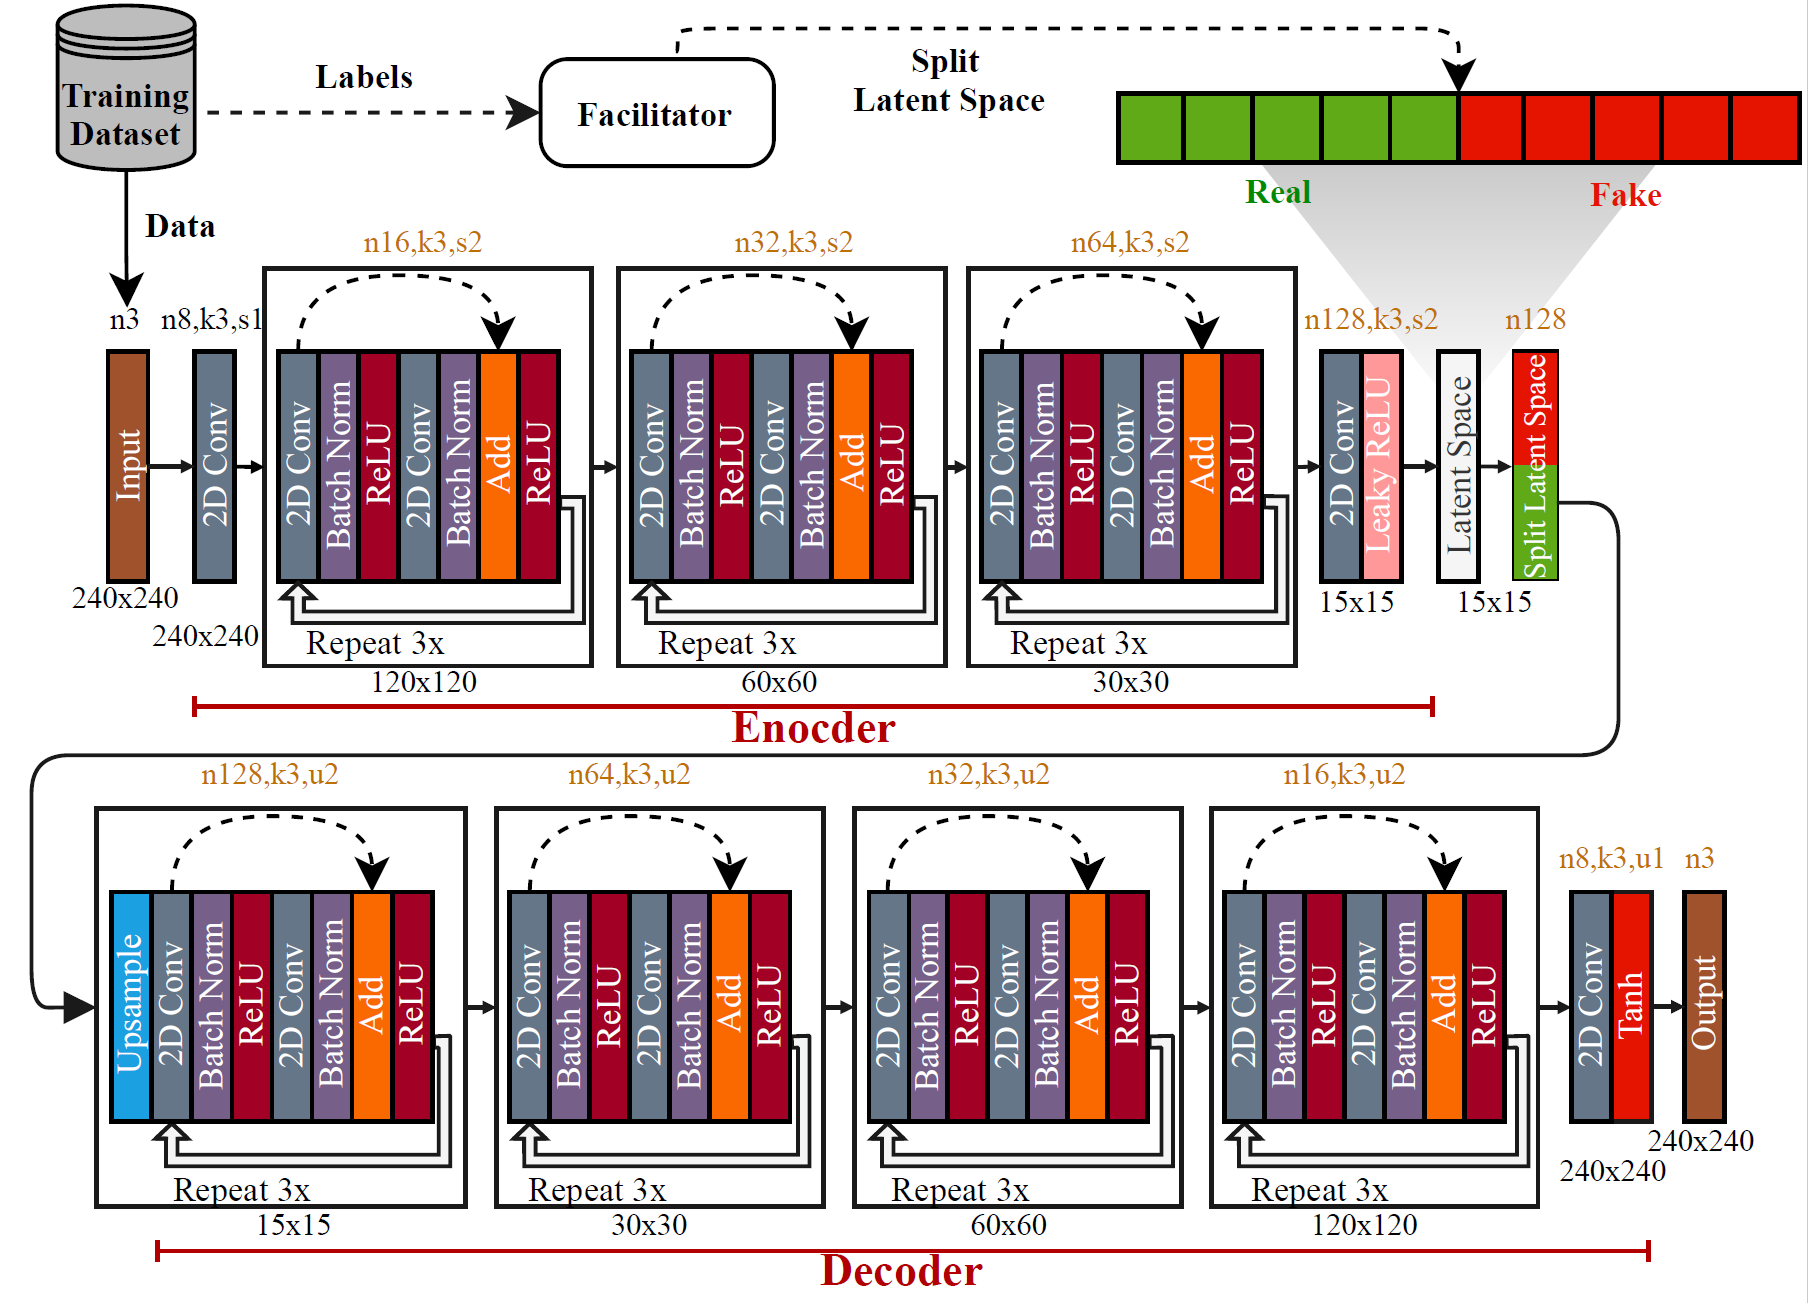 Training
Dataset
Labels
Facilitator
Split
Latent Space
Real
Fake
Data
n3
n8,k3,s1
n16,k3,s2
n32,k3,s2
n64,k3,s2
n128,k3,s2
n128
Input
2D Conv
2D Conv
Batch Norm
ReLU
2D Conv
Batch Norm
Add
ReLU
2D Conv
Batch Norm
ReLU
2D Conv
Batch Norm
Add
ReLU
2D Conv
Batch Norm
ReLU
2D Conv
Batch Norm
Add
ReLU
2D Conv
Leaky ReLU
Latent Space
Split Latent Space
240x240
240x240
Repeat 3x
120x120
Repeat 3x
60x60
Repeat 3x
30x30
15x15
15x15
Enocder
n128,k3,u2
n64,k3,u2
n32,k3,u2
n16,k3,u2
n8,k3,u1
n3
Upsample
2D Conv
Batch Norm
ReLU
2D Conv
Batch Norm
Add
ReLU
2D Conv
Batch Norm
ReLU
2D Conv
Batch Norm
Add
ReLU
2D Conv
Batch Norm
ReLU
2D Conv
Batch Norm
Add
ReLU
2D Conv
Batch Norm
ReLU
2D Conv
Batch Norm
Add
ReLU
2D Conv
Tanh
Output
Repeat 3x
15x15
Repeat 3x
30x30
Repeat 3x
60x60
Repeat 3x
120x120
240x240
240x240
Decoder